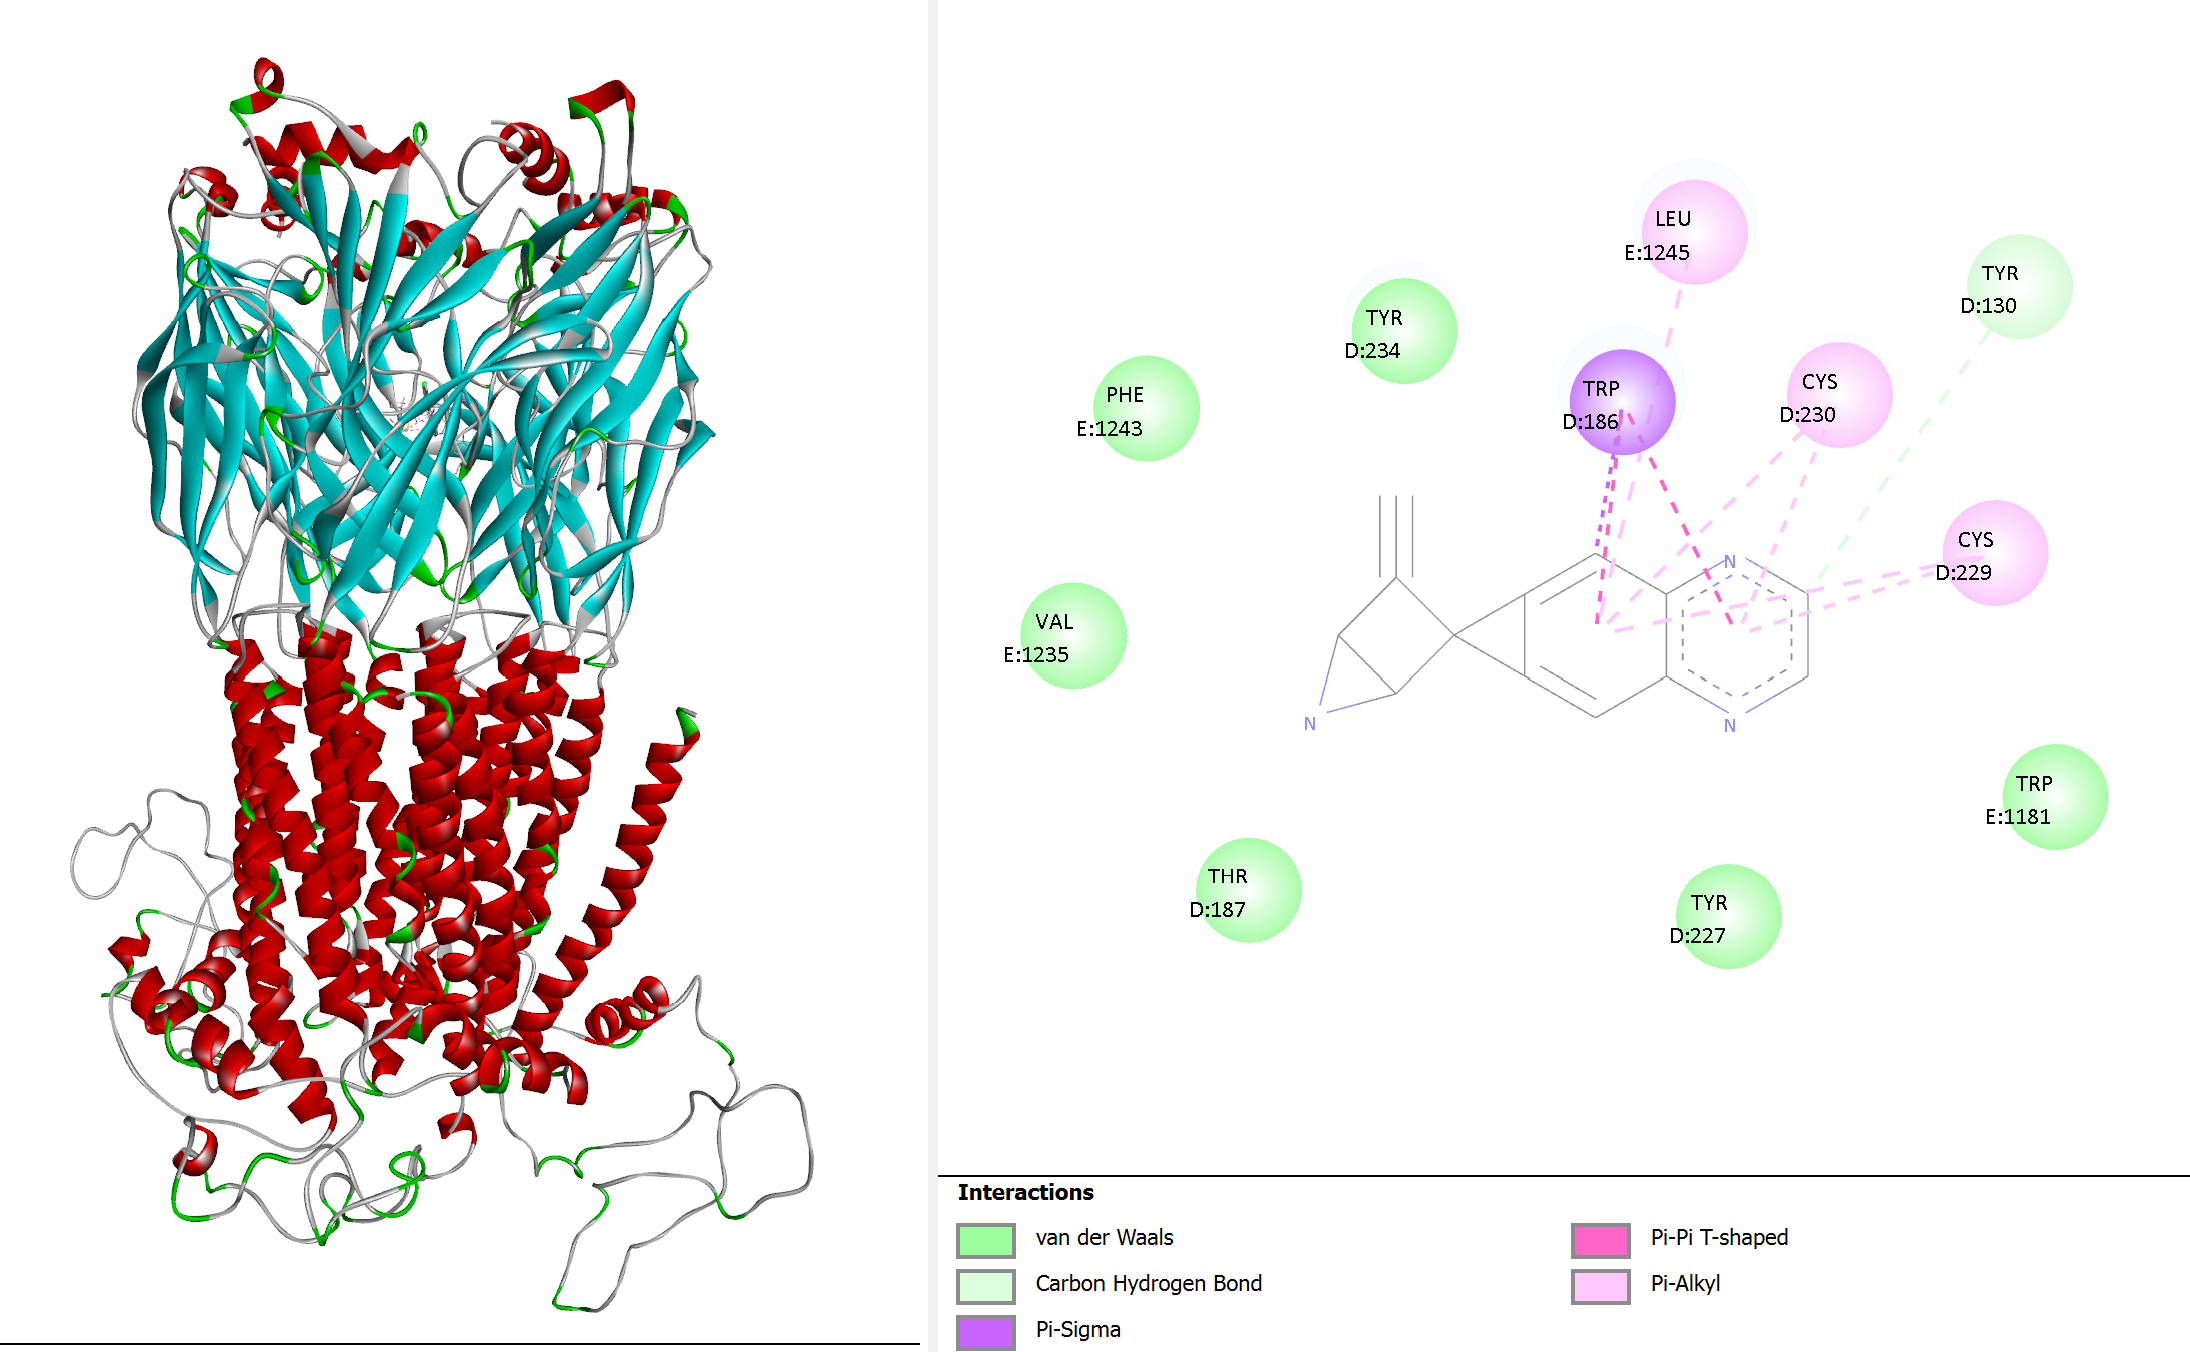 LEU
E:1245
TYR
D:130
TYR
D:234
TRP
D:186
CYS
D:230
PHE
E:1243
CYS
D:229
N
VAL
E:1235
N
N
TRP
E:1181
THR
D:187
TYR
D:227
Interactions
van der Waals
Carbon Hydrogen Bond
Pi-Sigma
Pi-Pi T-shaped
Pi-Alkyl